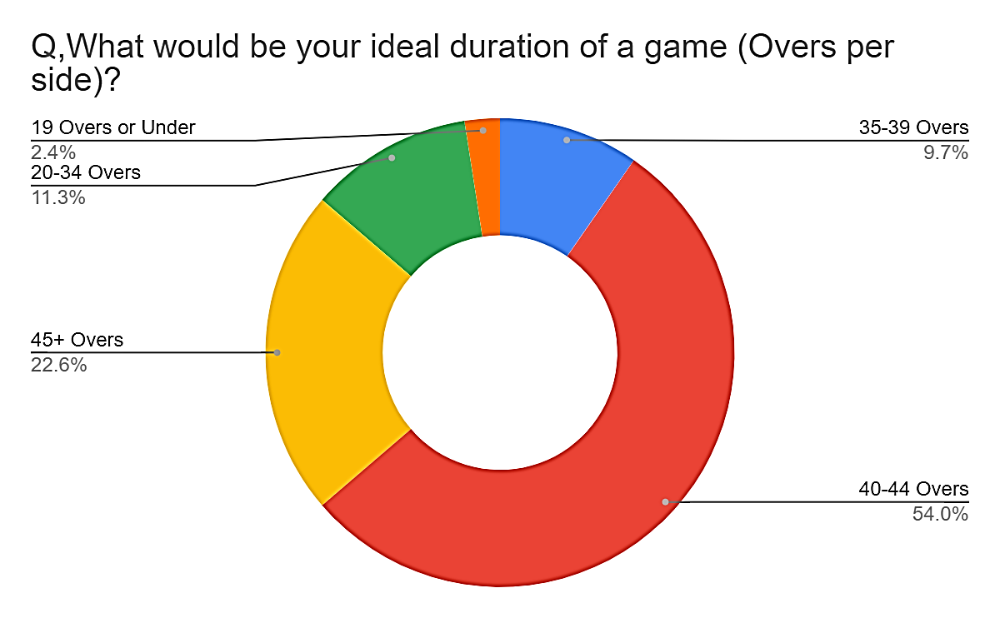 Q,What would be your ideal duration of a game (Overs per
side)?
19 Overs or Under
2.4%
20-34 Overs
11.3%
45+ Overs
22.6%
35-39 Overs
9.7%
40-44 Overs
54.0%